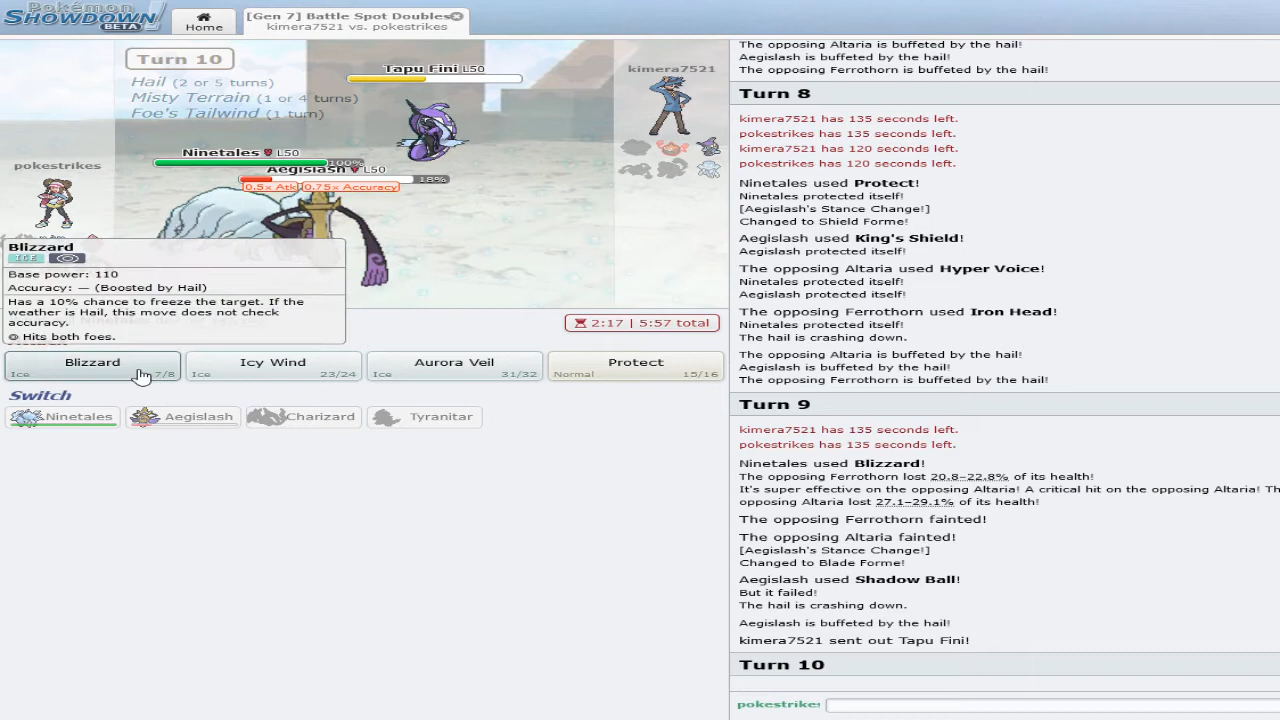 Pokémon
SHOWDOWN
BETA
Home
[Gen 7] Battle Spot Doubles
kimera7521 vs. pokestrikes
Turn 10
Hail (2 or 5 turns)
Misty Terrain (1 or 4 turns)
Foe's Tailwind (1 turn)
Tapu Fini L50
kimera7521
pokestrikes
Ninetales L50
100%
Aegislash L50
18%
0.5x Atk 0.75x Accuracy
Blizzard
ICE
Base power: 110
Accuracy: — (Boosted by Hail)
Has a 10% chance to freeze the target. If the
weather is Hail, this move does not check
accuracy.
◎ Hits both foes.
2:17 | 5:57 total
Blizzard
Ice 7/8
Icy Wind
Ice 23/24
Aurora Veil
Ice 31/32
Protect
Normal 15/16
Switch
Ninetales
Aegislash
Charizard
Tyranitar
The opposing Altaria is buffeted by the hail!
Aegislash is buffeted by the hail!
The opposing Ferrothorn is buffeted by the hail!
Turn 8
kimera7521 has 135 seconds left.
pokestrikes has 135 seconds left.
kimera7521 has 120 seconds left.
pokestrikes has 120 seconds left.
Ninetales used Protect!
Ninetales protected itself!
[Aegislash's Stance Change!]
Changed to Shield Forme!
Aegislash used King's Shield!
Aegislash protected itself!
The opposing Altaria used Hyper Voice!
Ninetales protected itself!
Aegislash protected itself!
The opposing Ferrothorn used Iron Head!
Ninetales protected itself!
The hail is crashing down.
The opposing Altaria is buffeted by the hail!
Aegislash is buffeted by the hail!
The opposing Ferrothorn is buffeted by the hail!
Turn 9
kimera7521 has 135 seconds left.
pokestrikes has 135 seconds left.
Ninetales used Blizzard!
The opposing Ferrothorn lost 20.8–22.8% of its health!
It's super effective on the opposing Altaria! A critical hit on the opposing Altaria! The
opposing Altaria lost 27.1–29.1% of its health!
The opposing Ferrothorn fainted!
The opposing Altaria fainted!
[Aegislash's Stance Change!]
Changed to Blade Forme!
Aegislash used Shadow Ball!
But it failed!
The hail is crashing down.
Aegislash is buffeted by the hail!
kimera7521 sent out Tapu Fini!
Turn 10
pokestrikes: